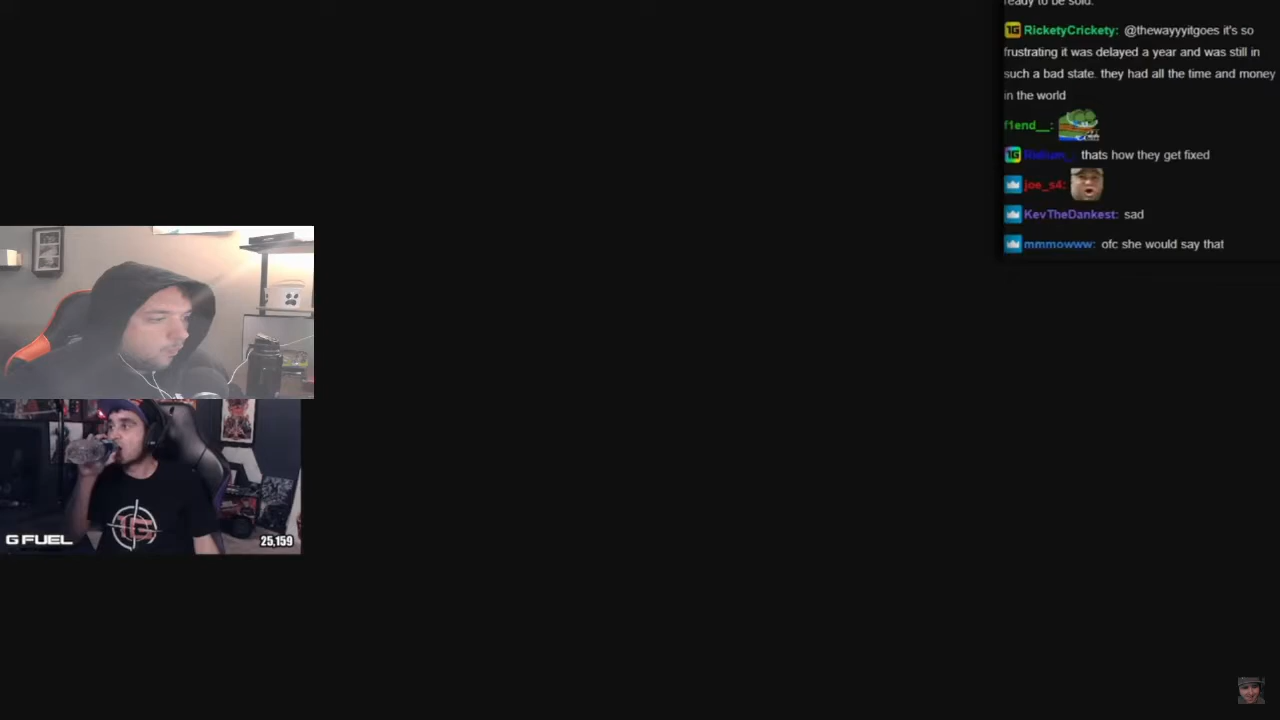 ready to be sold.
RicketyCrickety: @thewayyyitgoes it's so
frustrating it was delayed a year and was still in
such a bad state. they had all the time and money
in the world
f1end__:
thats how they get fixed
joe_s4:
KevTheDankest: sad
mmmowww: ofc she would say that
1G
G FUEL
25,159